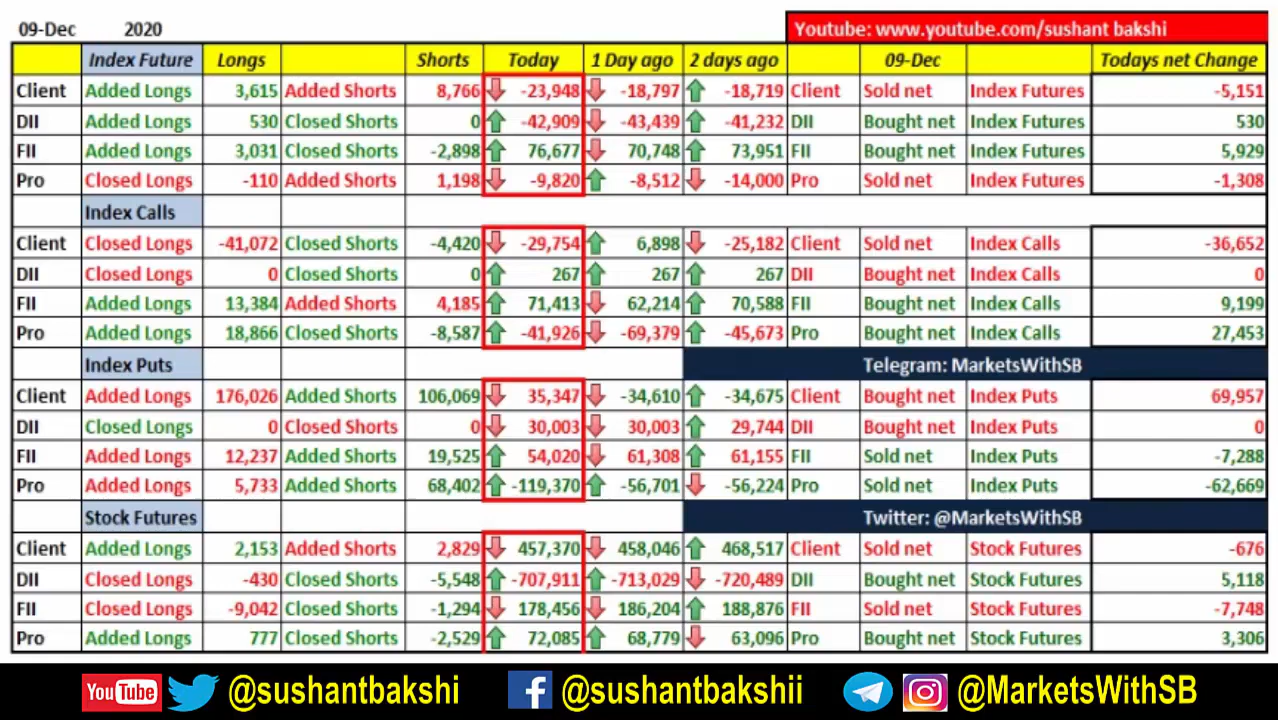 09-Dec 2020 Youtube: www.youtube.com/sushant bakshi
Index Future Longs Shorts Today 1 Day ago 2 days ago 09-Dec Todays net Change
Client Added Longs 3,615 Added Shorts 8,766 -23,948 -18,797 -18,719 Client Sold net Index Futures -5,151
DII Added Longs 530 Closed Shorts 0 -42,909 -43,439 -41,232 DII Bought net Index Futures 530
FII Added Longs 3,031 Closed Shorts -2,898 76,677 70,748 73,951 FII Bought net Index Futures 5,929
Pro Closed Longs -110 Added Shorts 1,198 -9,820 -8,512 -14,000 Pro Sold net Index Futures -1,308
Index Calls
Client Closed Longs -41,072 Closed Shorts -4,420 -29,754 6,898 -25,182 Client Sold net Index Calls -36,652
DII Closed Longs 0 Closed Shorts 0 267 267 267 DII Bought net Index Calls 0
FII Added Longs 13,384 Added Shorts 4,185 71,413 62,214 70,588 FII Bought net Index Calls 9,199
Pro Added Longs 18,866 Closed Shorts -8,587 -41,926 -69,379 -45,673 Pro Bought net Index Calls 27,453
Index Puts Telegram: MarketsWithSB
Client Added Longs 176,026 Added Shorts 106,069 35,347 -34,610 -34,675 Client Bought net Index Puts 69,957
DII Closed Longs 0 Closed Shorts 0 30,003 30,003 29,744 DII Bought net Index Puts 0
FII Added Longs 12,237 Added Shorts 19,525 54,020 61,308 61,155 FII Sold net Index Puts -7,288
Pro Added Longs 5,733 Added Shorts 68,402 -119,370 -56,701 -56,224 Pro Sold net Index Puts -62,669
Stock Futures Twitter: @MarketsWithSB
Client Added Longs 2,153 Added Shorts 2,829 457,370 458,046 468,517 Client Sold net Stock Futures -676
DII Closed Longs -430 Closed Shorts -5,548 -707,911 -713,029 -720,489 DII Bought net Stock Futures 5,118
FII Closed Longs -9,042 Closed Shorts -1,294 178,456 186,204 188,876 FII Sold net Stock Futures -7,748
Pro Added Longs 777 Closed Shorts -2,529 72,085 68,779 63,096 Pro Bought net Stock Futures 3,306
YouTube @sushantbakshi @sushantbakshii @MarketsWithSB